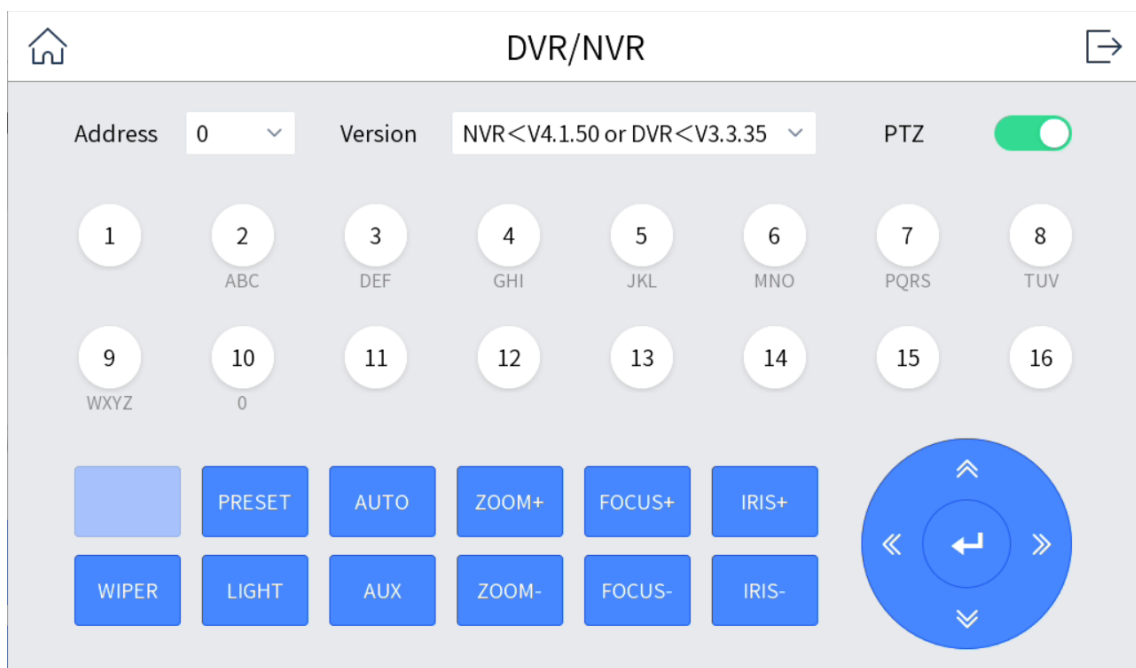 DVR/NVR
Address 0 Version NVR＜V4.1.50 or DVR＜V3.3.35 PTZ
1 2 3 4 5 6 7 8
ABC DEF GHI JKL MNO PQRS TUV
9 10 11 12 13 14 15 16
WXYZ 0
PRESET AUTO ZOOM+ FOCUS+ IRIS+
WIPER LIGHT AUX ZOOM- FOCUS- IRIS-